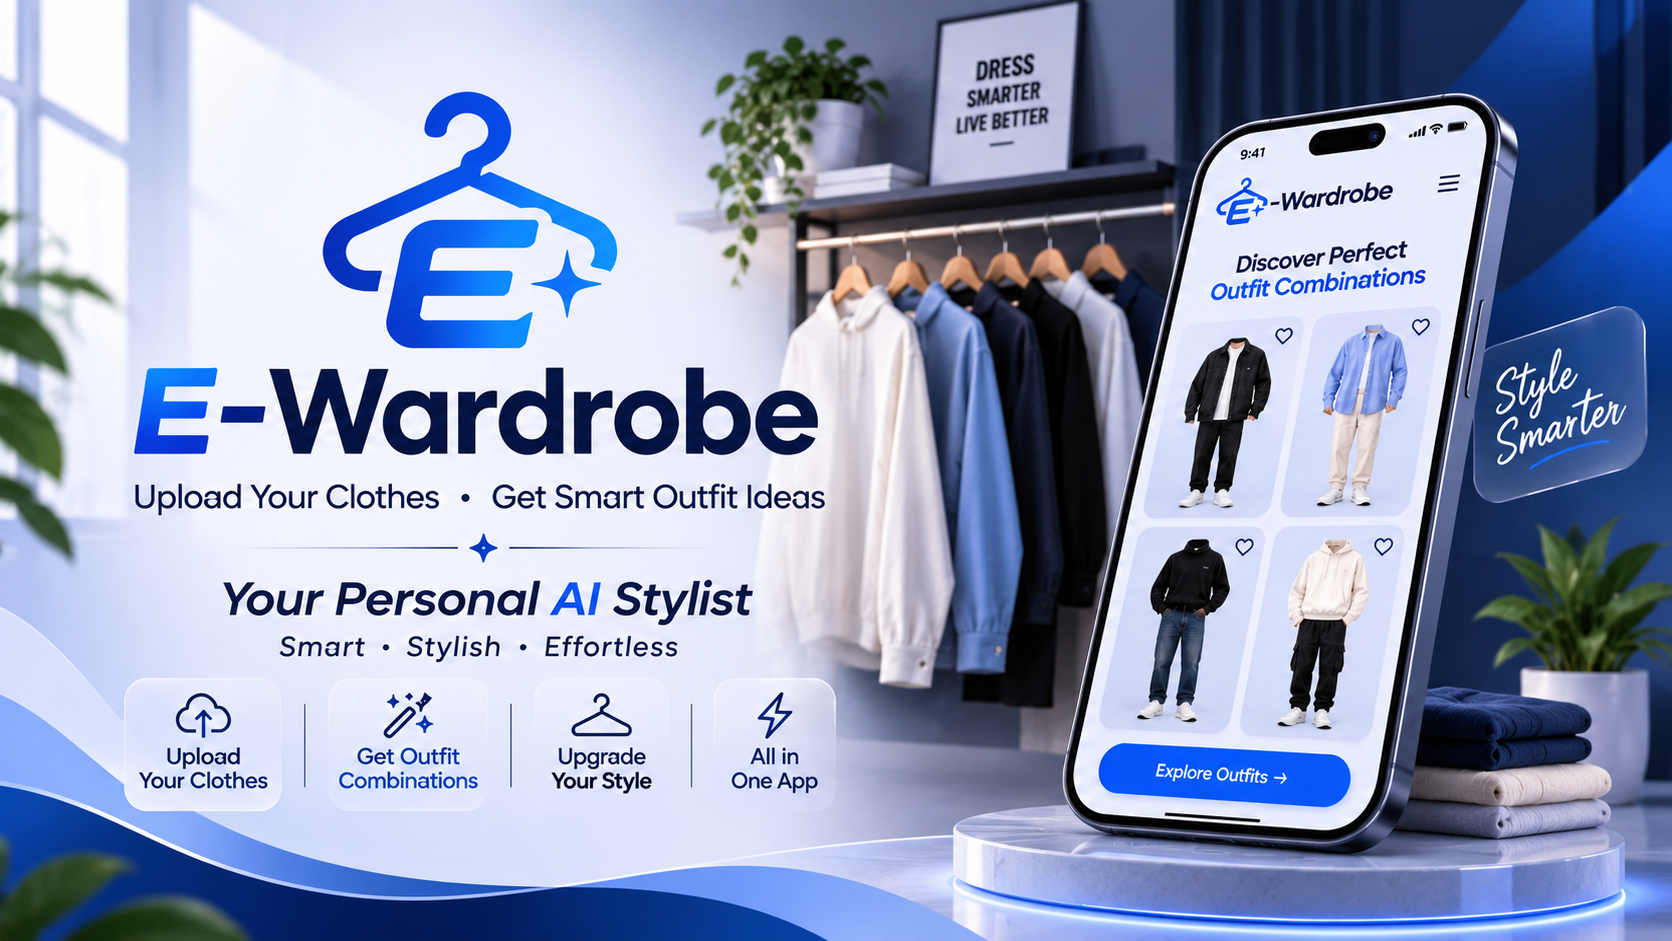 E
E-Wardrobe
Upload Your Clothes • Get Smart Outfit Ideas
Your Personal AI Stylist
Smart • Stylish • Effortless
Upload
Your Clothes
Get Outfit
Combinations
Upgrade
Your Style
All in
One App
DRESS
SMARTER
LIVE BETTER
9:41
E-Wardrobe
Discover Perfect
Outfit Combinations
Explore Outfits →
Style
Smarter